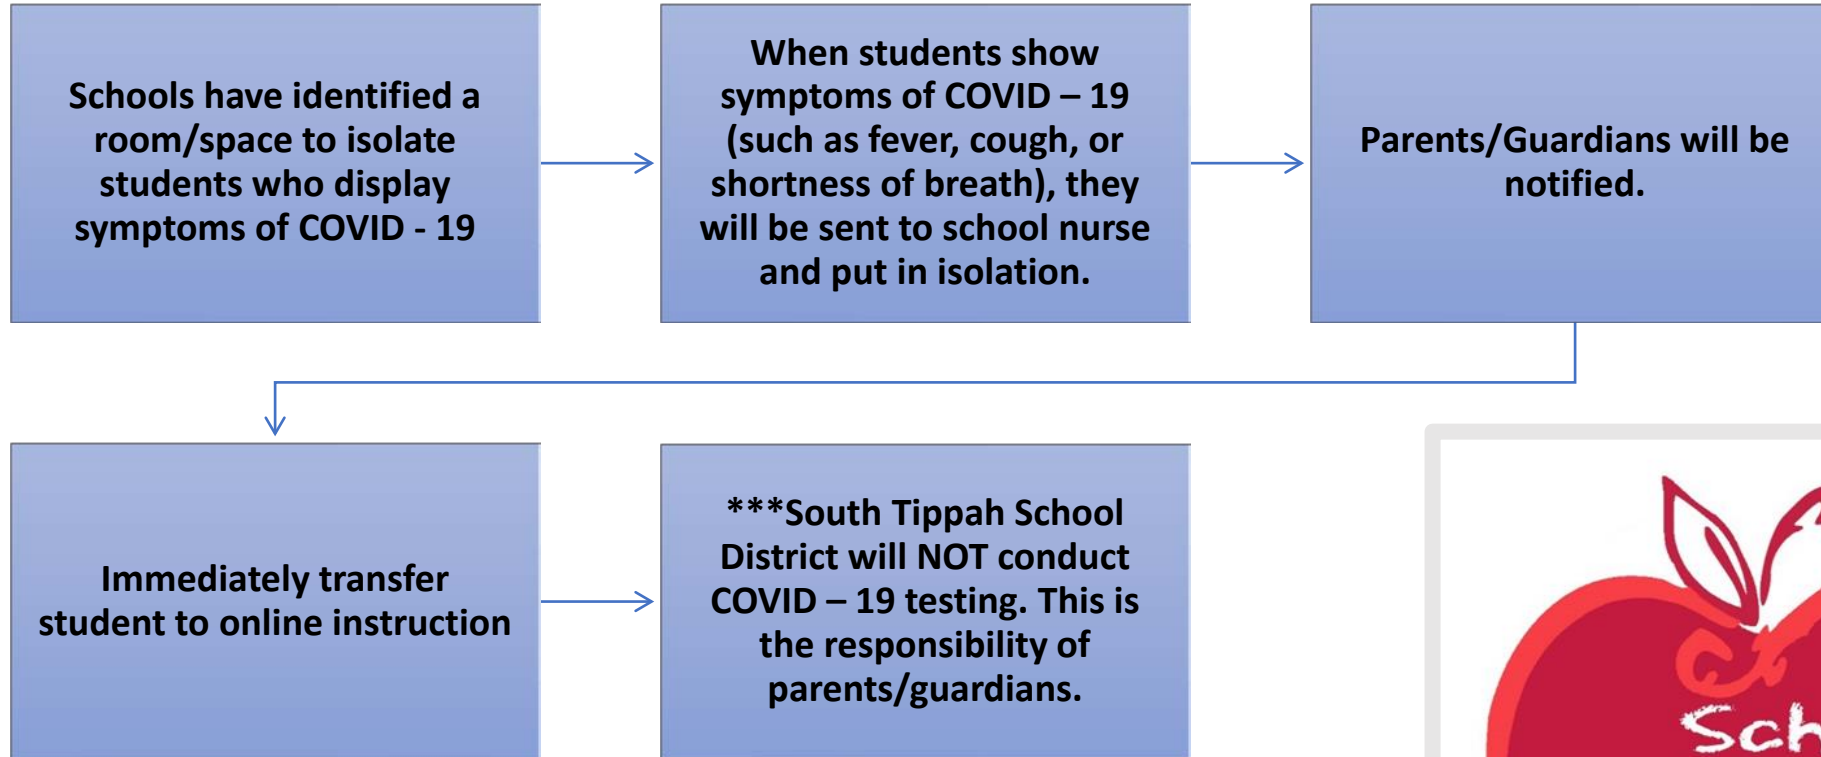 Schools have identified a
room/space to isolate
students who display
symptoms of COVID - 19
When students show
symptoms of COVID – 19
(such as fever, cough, or
shortness of breath), they
will be sent to school nurse
and put in isolation.
Parents/Guardians will be
notified.
Immediately transfer
student to online instruction
***South Tippah School
District will NOT conduct
COVID – 19 testing. This is
the responsibility of
parents/guardians.